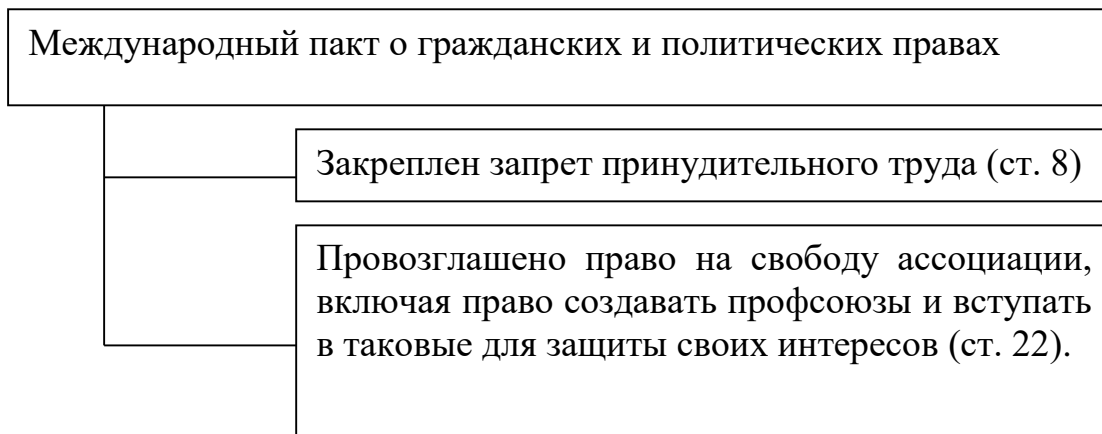 Международный пакт о гражданских и политических правах
Закреплен запрет принудительного труда (ст. 8)
Провозглашено право на свободу ассоциации,
включая право создавать профсоюзы и вступать
в таковые для защиты своих интересов (ст. 22).